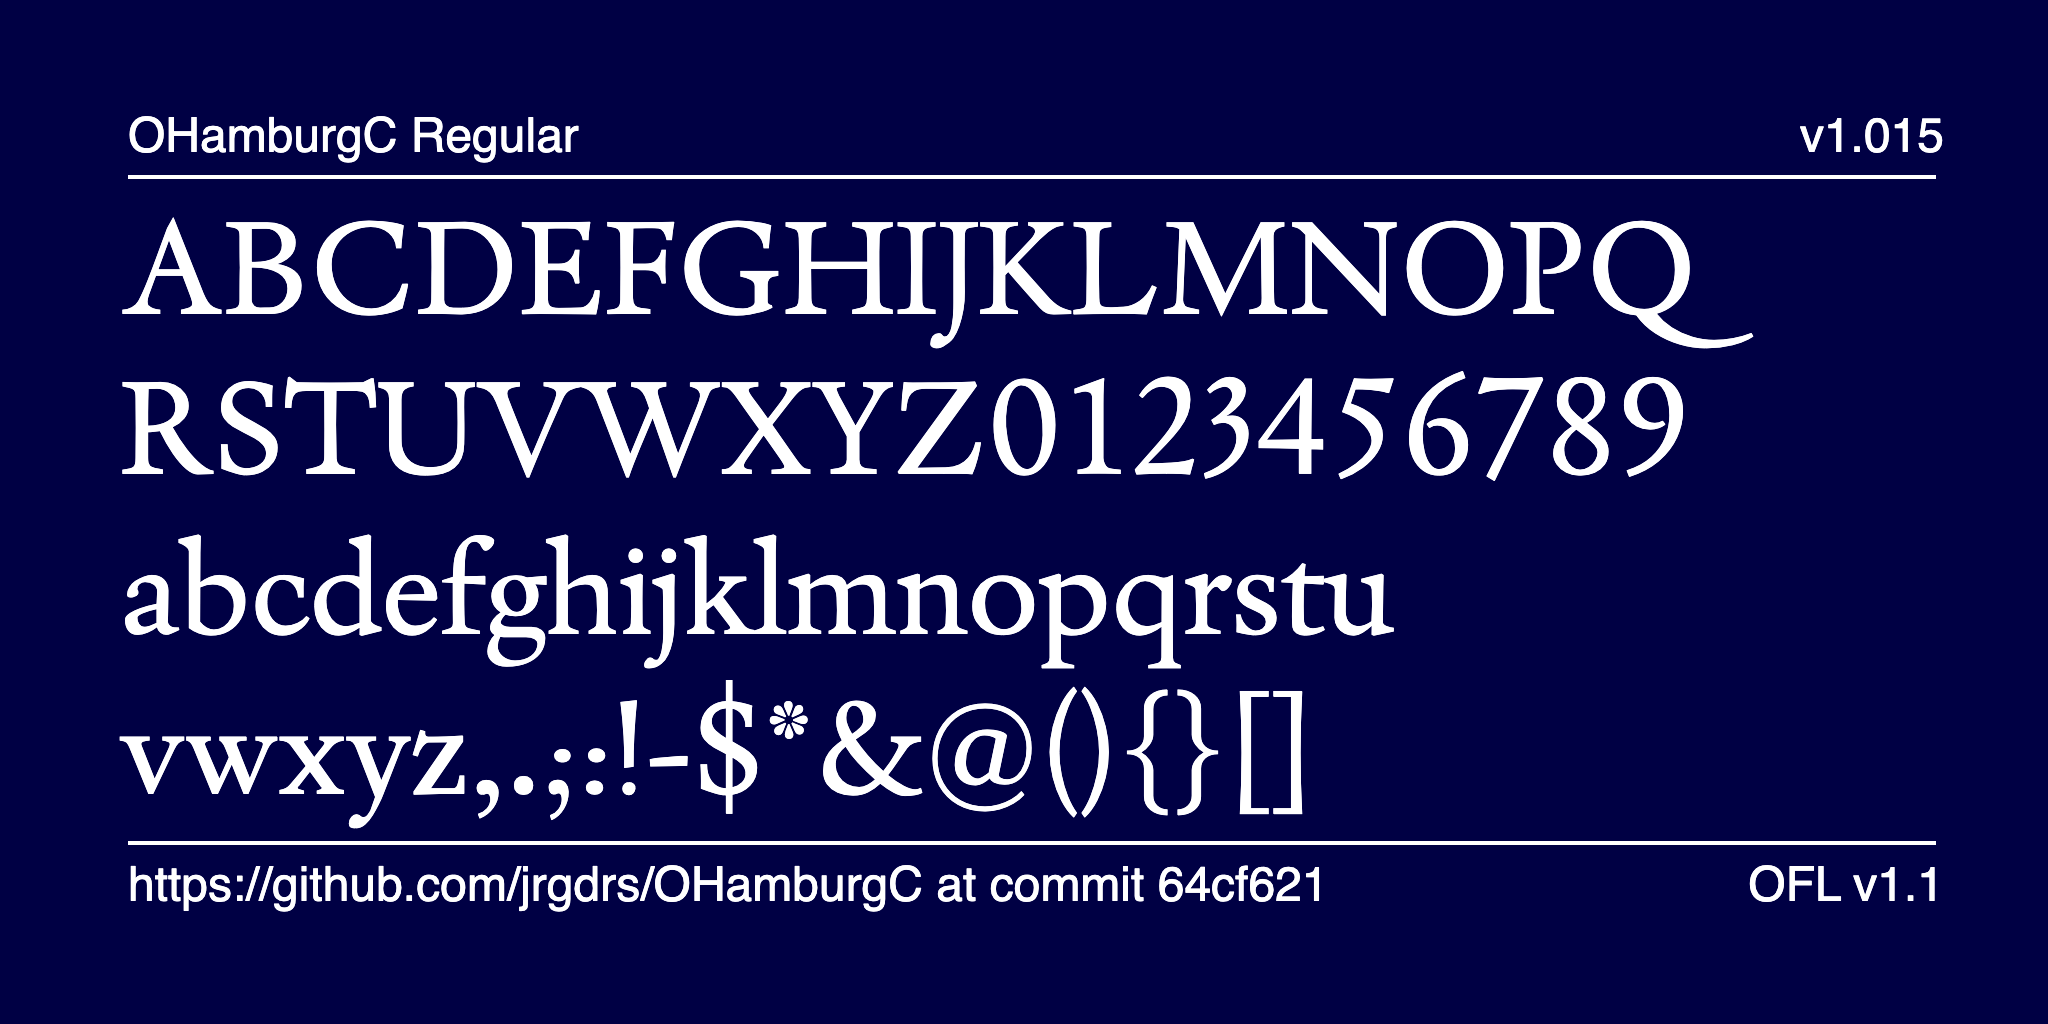 OHamburgC Regular
v1.015
ABCDEFGHIJKLMNOPQ
RSTUVWXYZ0123456789
abcdefghijklmnopqrstu
vwxyz,.;:!-$*&@(){}[]
https://github.com/jrgdrs/OHamburgC at commit 64cf621
OFL v1.1